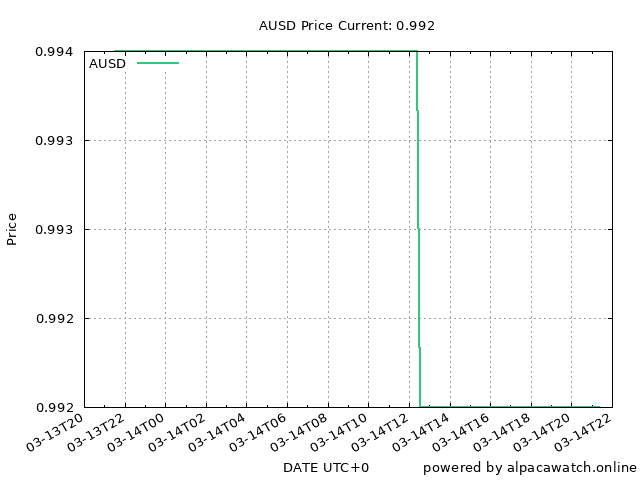 AUSD Price Current: 0.992
0.994
AUSD
0.993
0.993
Price
0.992
0.992
03-13T20
03-13T22
03-14T00
03-14T02
03-14T04
03-14T06
03-14T08
03-14T10
03-14T12
03-14T14
03-14T16
03-14T18
03-14T20
03-14T22
DATE UTC+0
powered by alpacawatch.online